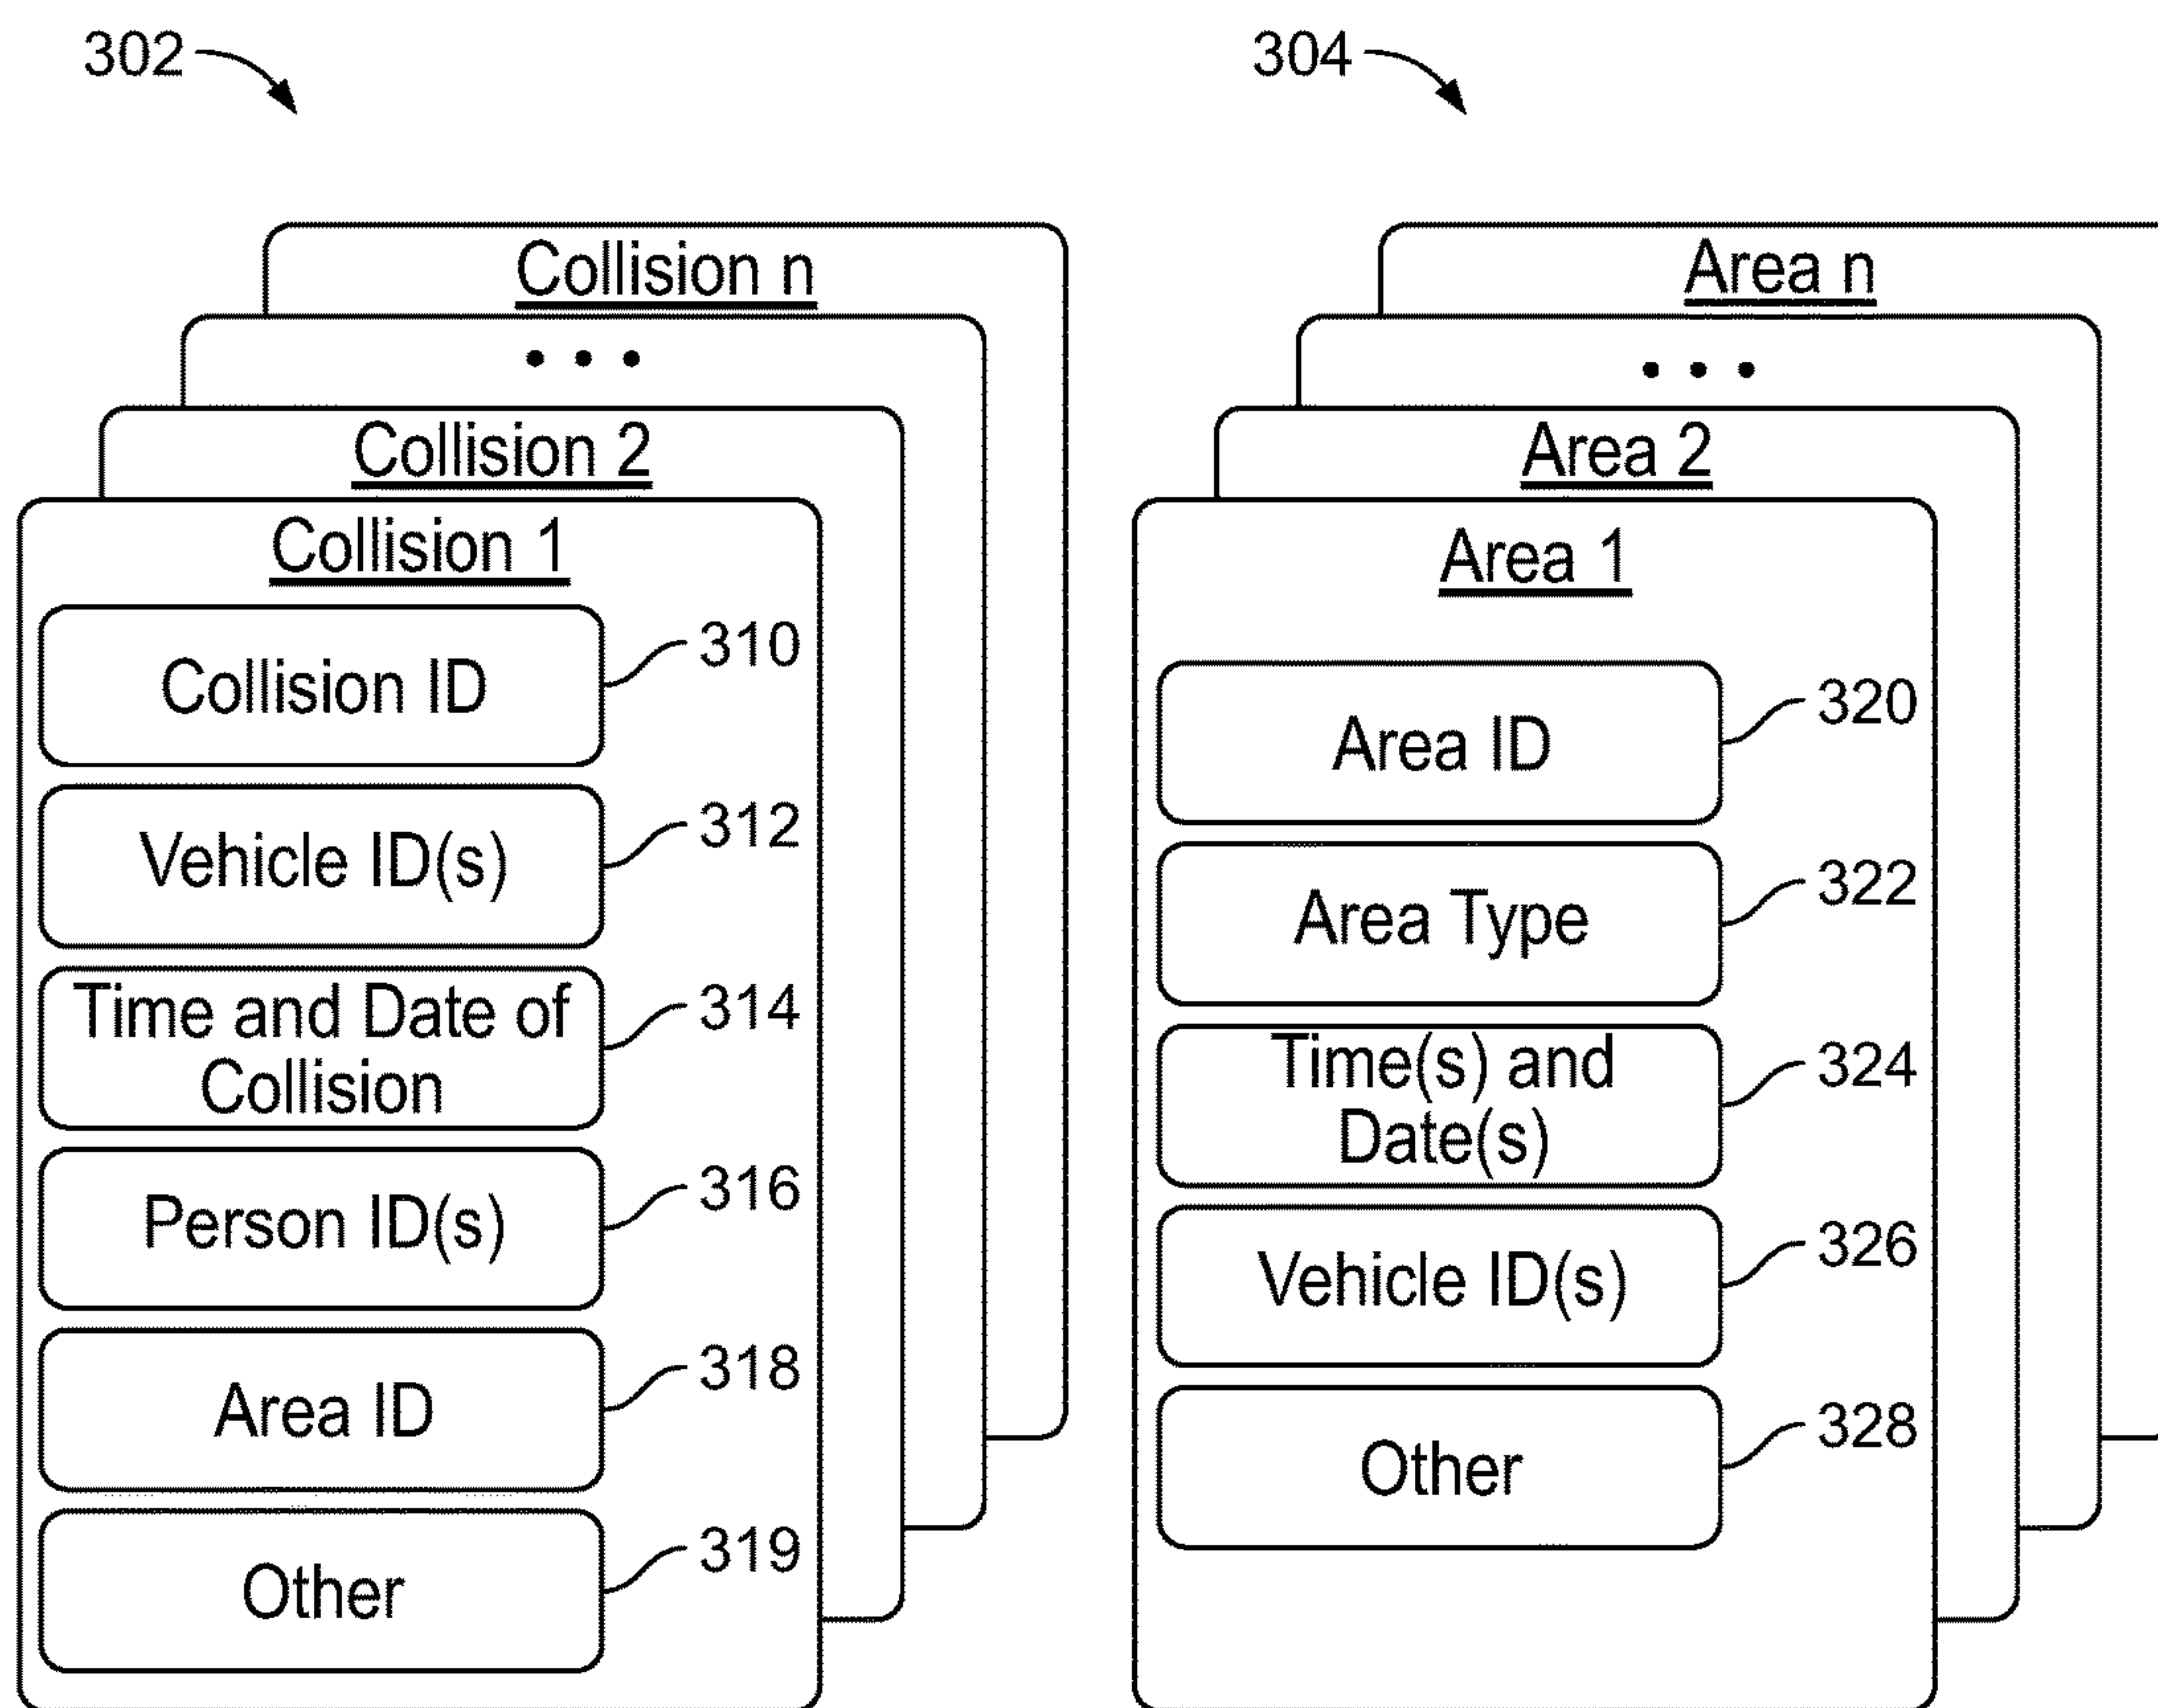 302
304
Collision n
• • •
Collision 2
Collision 1
Collision ID
310
Vehicle ID(s)
312
Time and Date of
Collision
314
Person ID(s)
316
Area ID
318
Other
319
Area n
• • •
Area 2
Area 1
Area ID
320
Area Type
322
Time(s) and
Date(s)
324
Vehicle ID(s)
326
Other
328